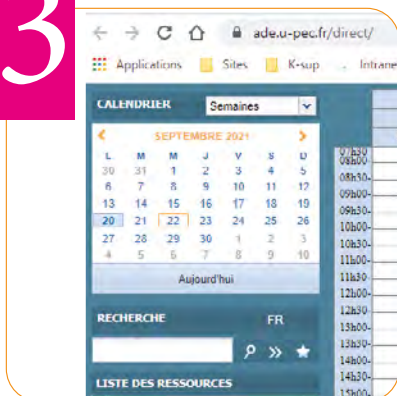 3
ade.u-pec.fr/direct/
Applications Sites K-sup Intrane
CALENDRIER Semaines
SEPTEMBRE 2021
L M M J V S D
30 31 1 2 3 4 5
6 7 8 9 10 11 12
13 14 15 16 17 18 19
20 21 22 23 24 25 26
27 28 29 30 1 2 3
4 5 6 7 8 9 10
Aujourd'hui
RECHERCHE FR
LISTE DES RESSOURCES
07h30
08h00-
08h30-
09h00-
09h30-
10h00-
10h30-
11h00-
11h30-
12h00-
12h30-
13h00-
13h30-
14h00-
14h30-
15h00-